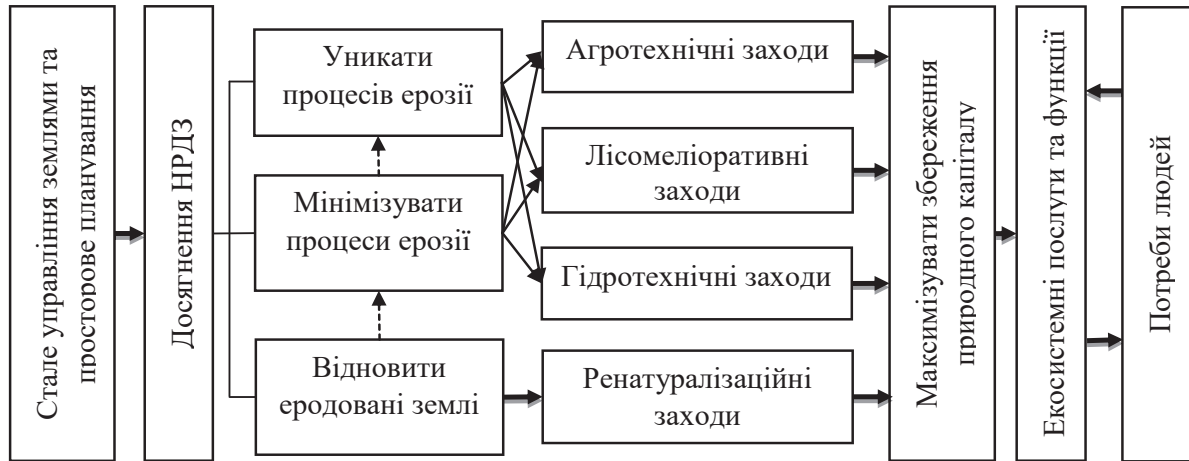 Стале управління землями та
просторове планування
Досягнення НРДЗ
Уникати
процесів ерозії
Мінімізувати
процеси ерозії
Відновити
еродовані землі
Агротехнічні заходи
Лісомеліоративні
заходи
Гідротехнічні заходи
Ренатуралізаційні
заходи
Максимізувати збереження
природного капіталу
Екосистемні послуги та функції
Потреби людей